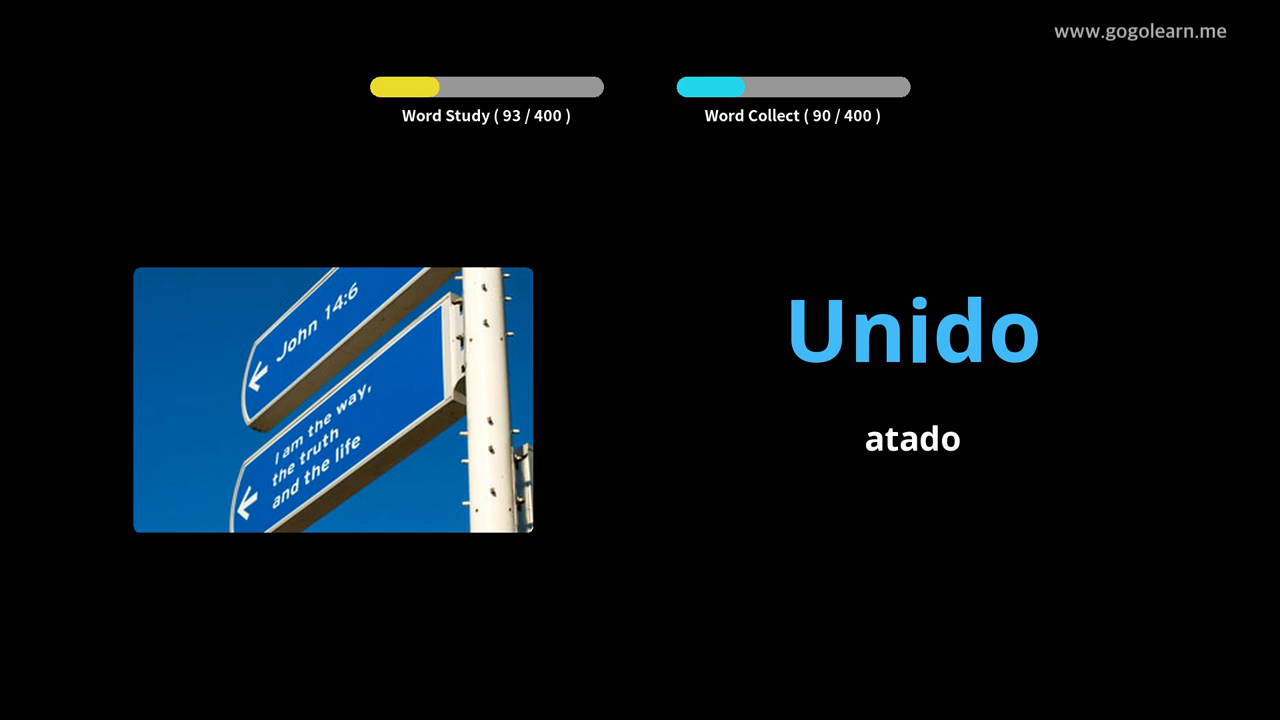 www.gogolearn.me
Word Study ( 93 / 400 )
Word Collect ( 90 / 400 )
John 14:6
I am the way,
the truth
and the life
Unido
atado